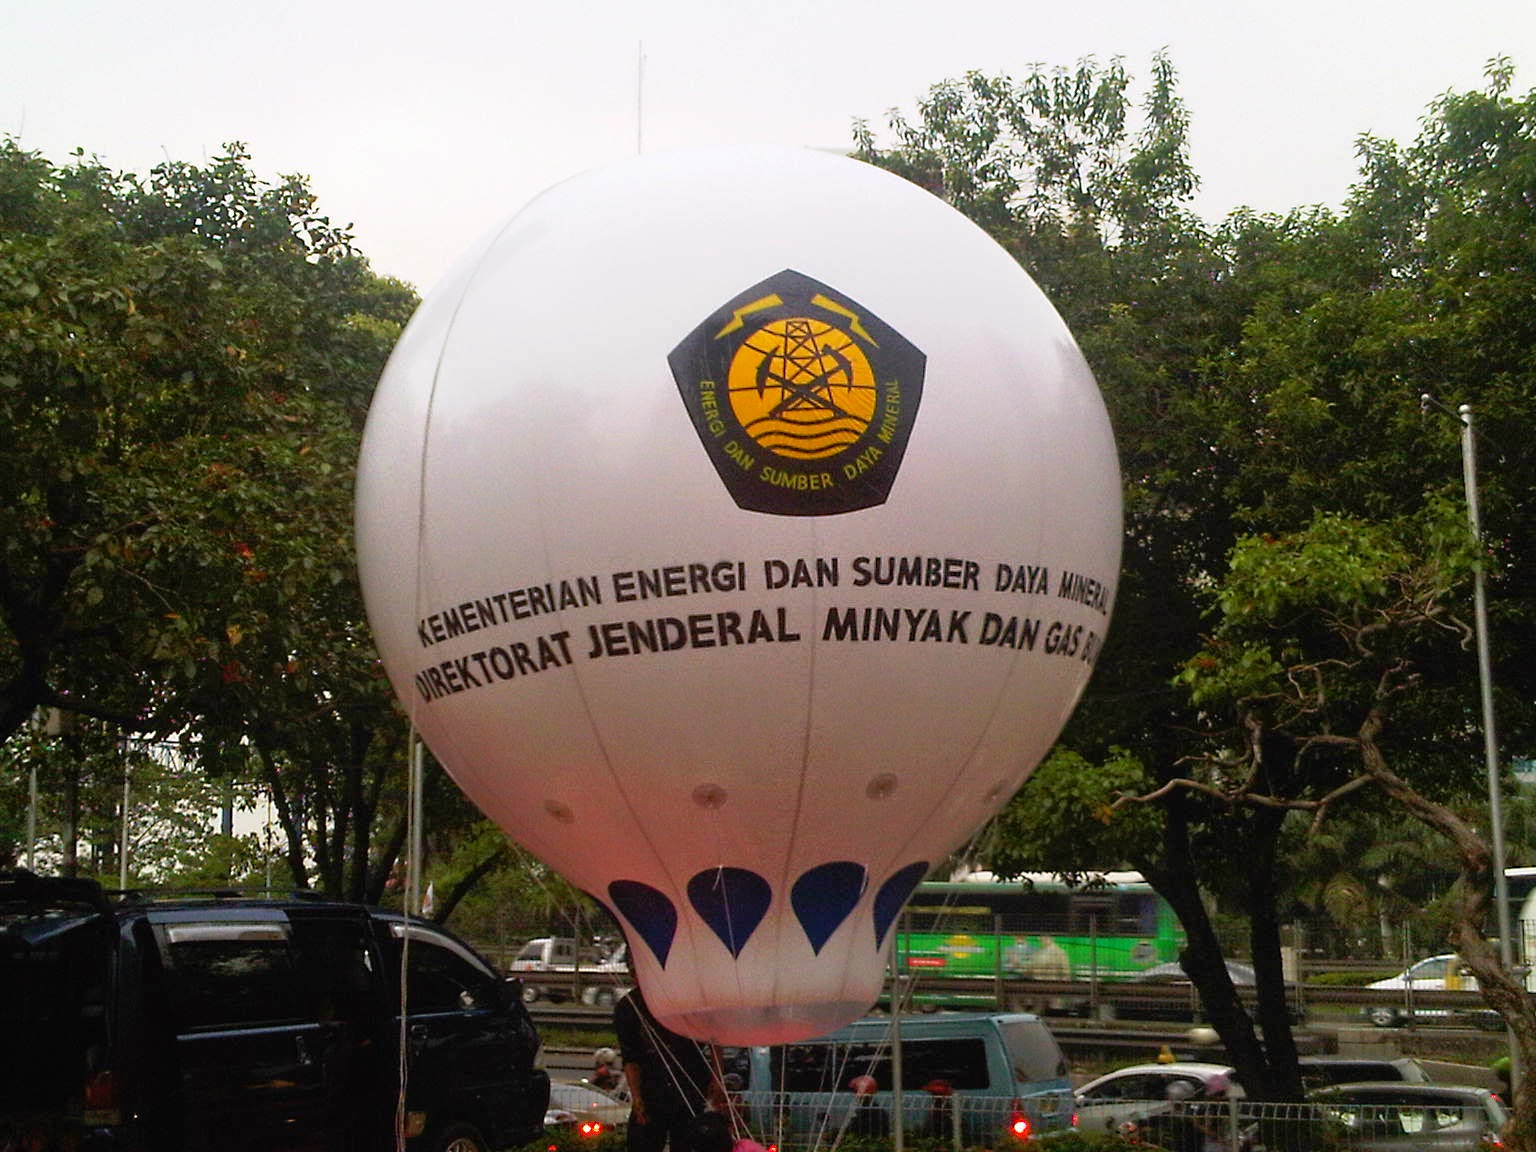 ENERGI DAN SUMBER DAYA MINERAL
KEMENTERIAN ENERGI DAN SUMBER DAYA MINERAL
DIREKTORAT JENDERAL MINYAK DAN GAS